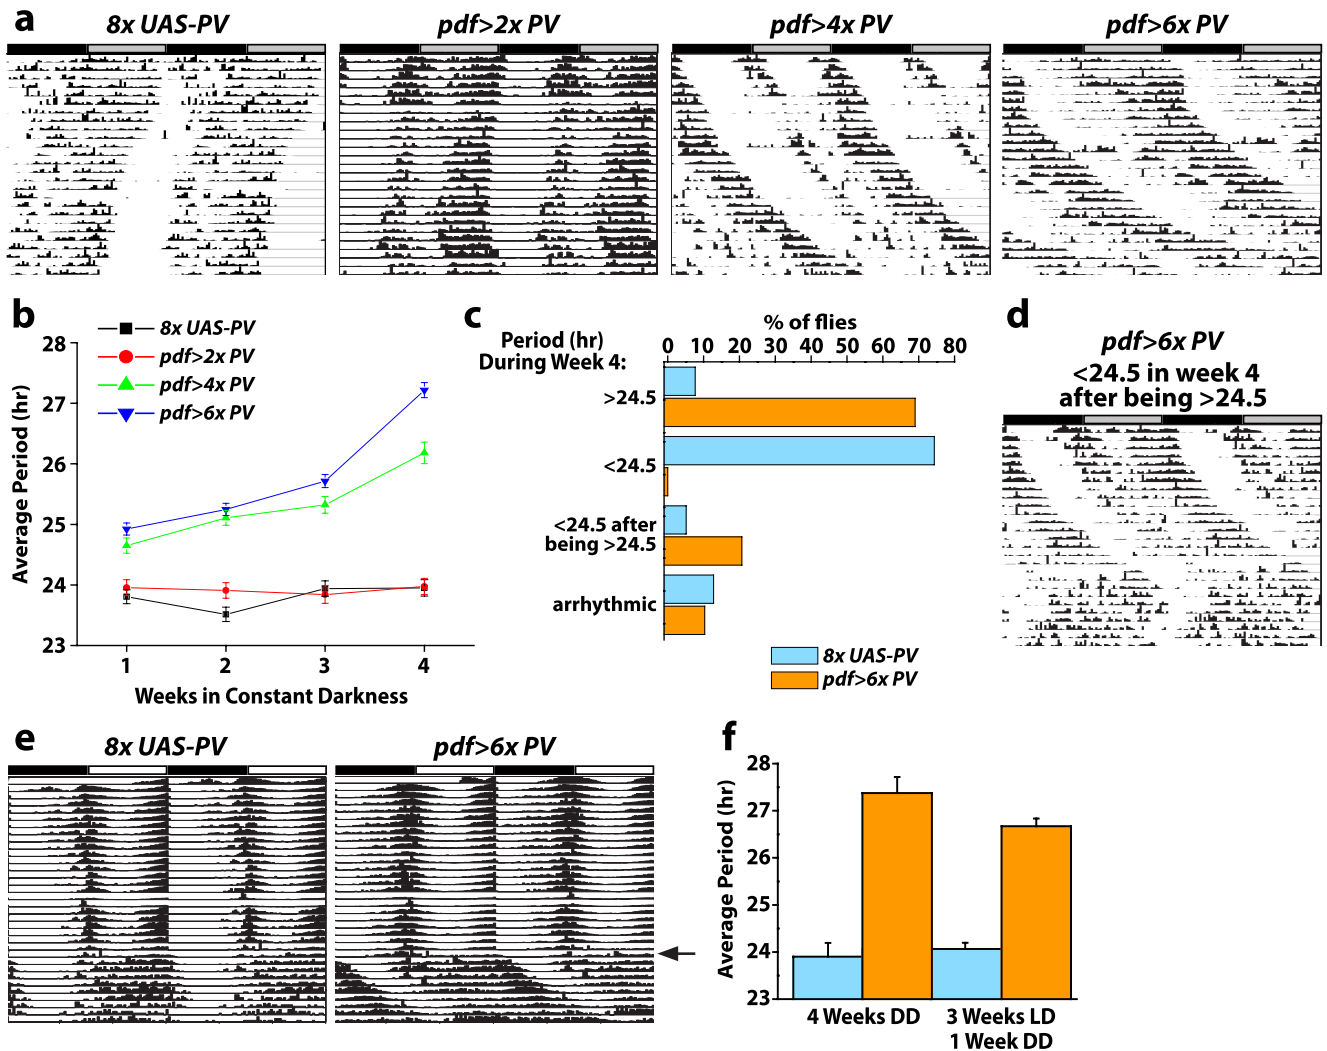 a
8x UAS-PV
pdf>2x PV
pdf>4x PV
pdf>6x PV
b
8x UAS-PV
pdf>2x PV
pdf>4x PV
pdf>6x PV
28
27
26
25
24
23
Average Period (hr)
1 2 3 4
Weeks in Constant Darkness
c
% of flies
Period (hr)
During Week 4:
0 10 20 30 40 50 60 70 80
>24.5
<24.5
<24.5 after
being >24.5
arrhythmic
8x UAS-PV
pdf>6x PV
d
pdf>6x PV
<24.5 in week 4
after being >24.5
e
8x UAS-PV
pdf>6x PV
f
28
27
26
25
24
23
Average Period (hr)
4 Weeks DD
3 Weeks LD
1 Week DD